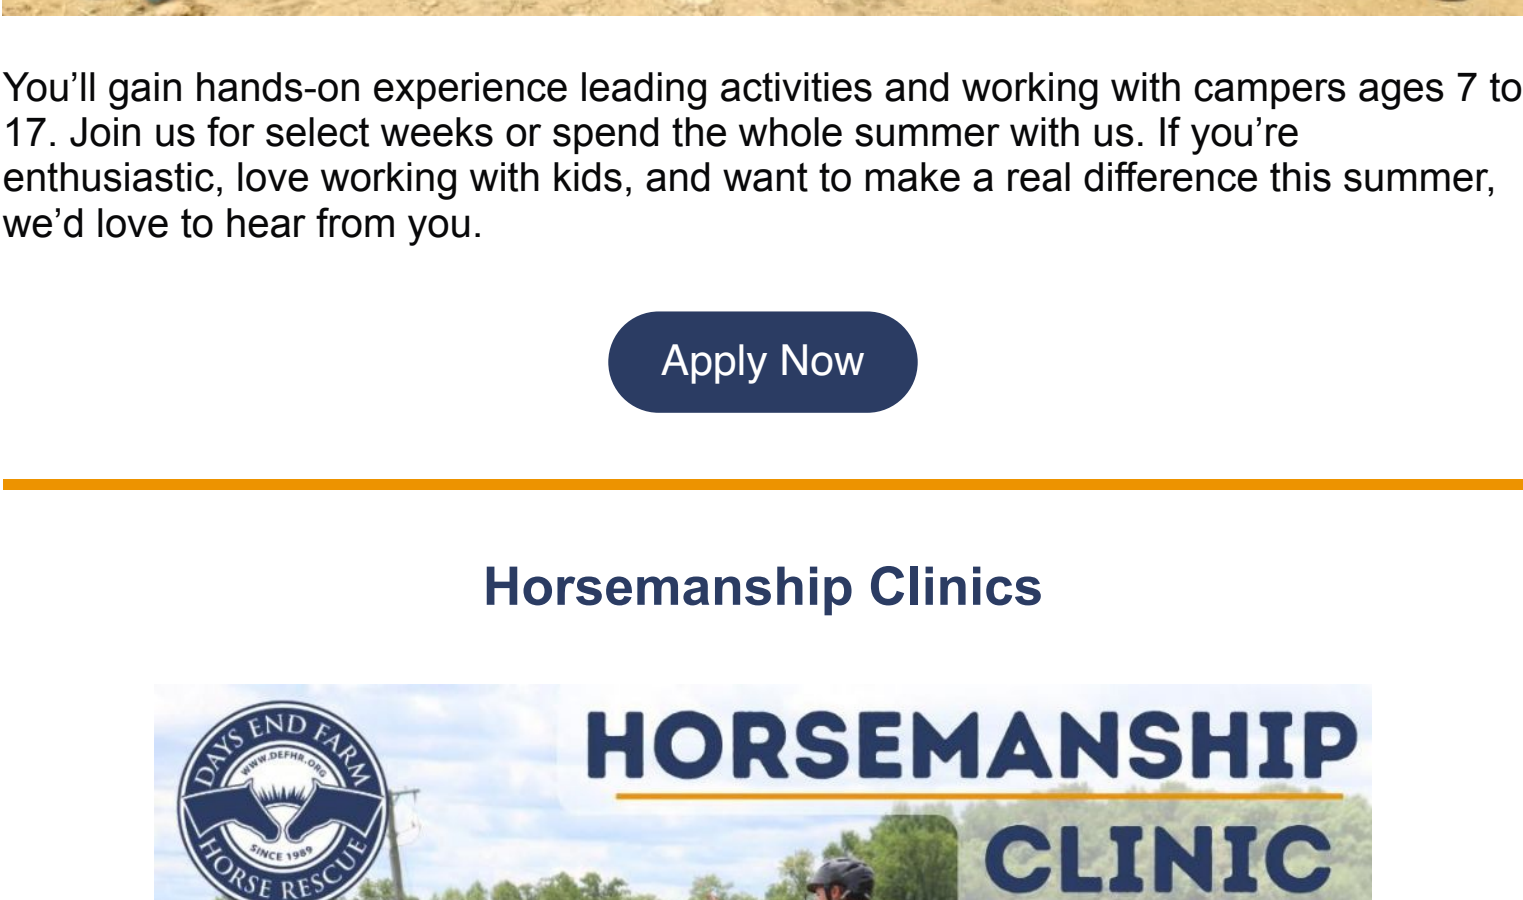 You’ll gain hands-on experience leading activities and working with campers ages 7 to
17. Join us for select weeks or spend the whole summer with us. If you’re
enthusiastic, love working with kids, and want to make a real difference this summer,
we’d love to hear from you.
Apply Now
Horsemanship Clinics
DAYS END FARM
WWW.DEFHR.ORG
SINCE 1989
HORSE RESCUE
HORSEMANSHIP
CLINIC